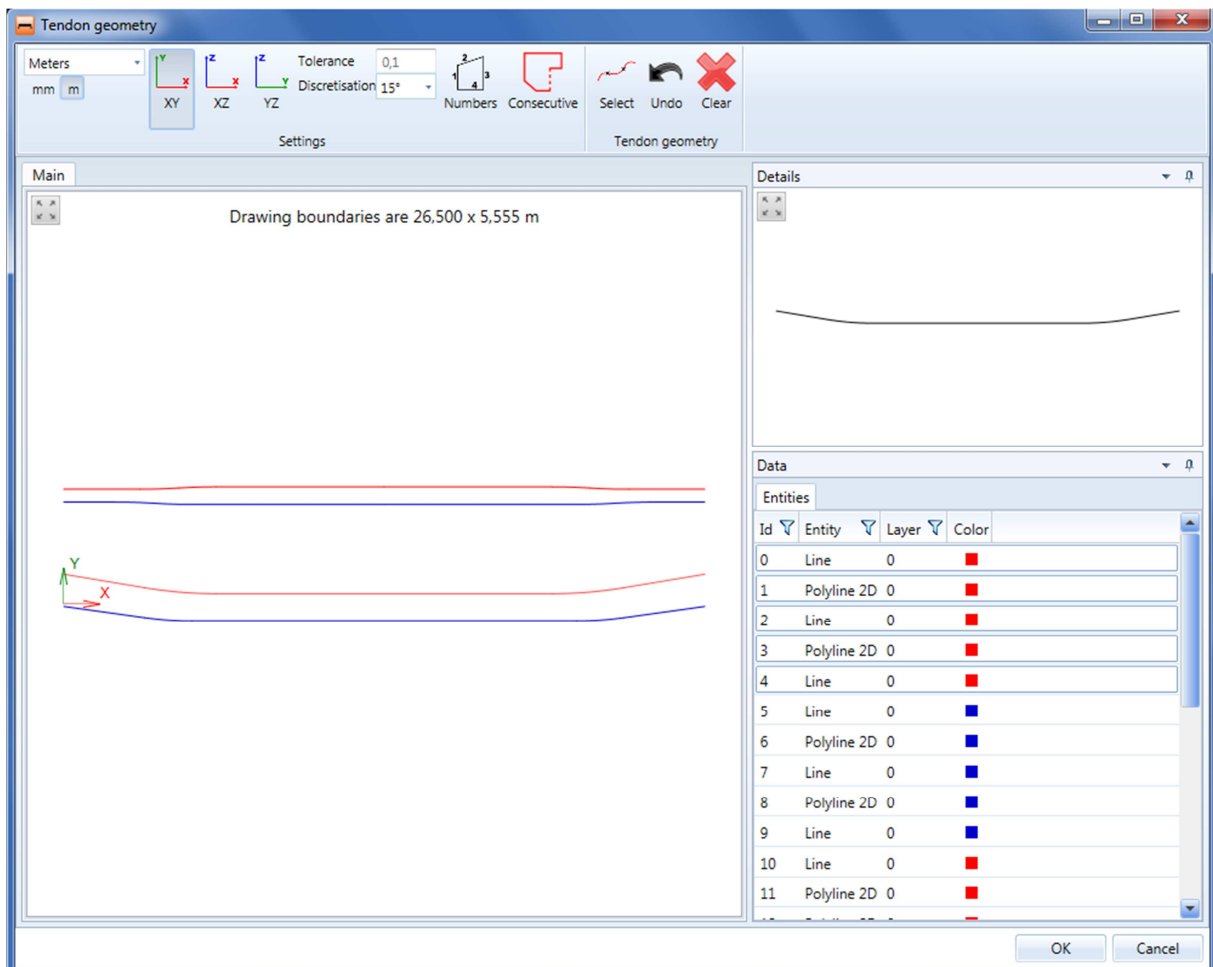 Tendon geometry
Meters
mm m
Y X XY
Z X XZ
Z Y YZ
Tolerance 0,1
Discretisation 15°
1 2 3 4
Numbers
Consecutive
Select
Undo
Clear
Settings
Tendon geometry
Main
Drawing boundaries are 26,500 x 5,555 m
Y
X
Details
Data
Entities
Id Entity Layer Color
0 Line 0
1 Polyline 2D 0
2 Line 0
3 Polyline 2D 0
4 Line 0
5 Line 0
6 Polyline 2D 0
7 Line 0
8 Polyline 2D 0
9 Line 0
10 Line 0
11 Polyline 2D 0
OK Cancel